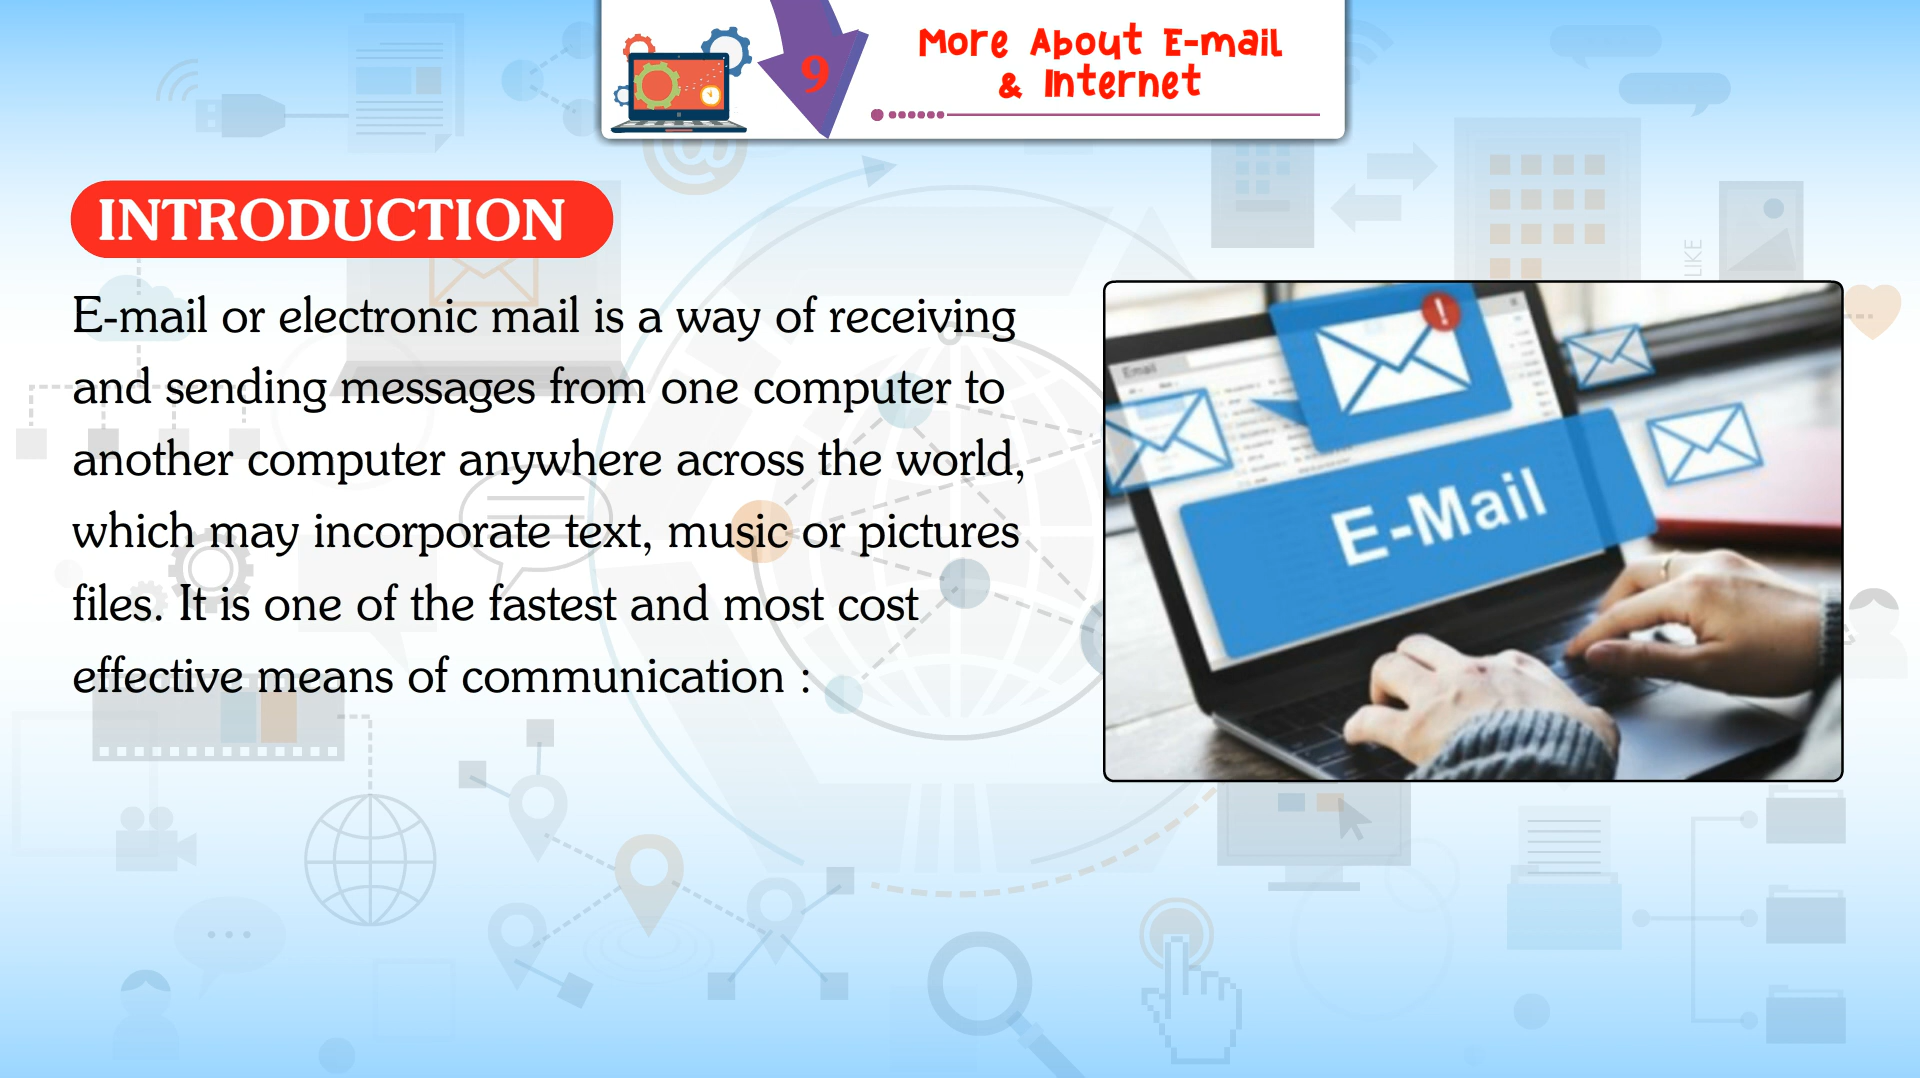 9
More About E-mail
& Internet
INTRODUCTION
E-mail or electronic mail is a way of receiving
and sending messages from one computer to
another computer anywhere across the world,
which may incorporate text, music or pictures
files. It is one of the fastest and most cost
effective means of communication :
Email
!
E-Mail
LIKE
@